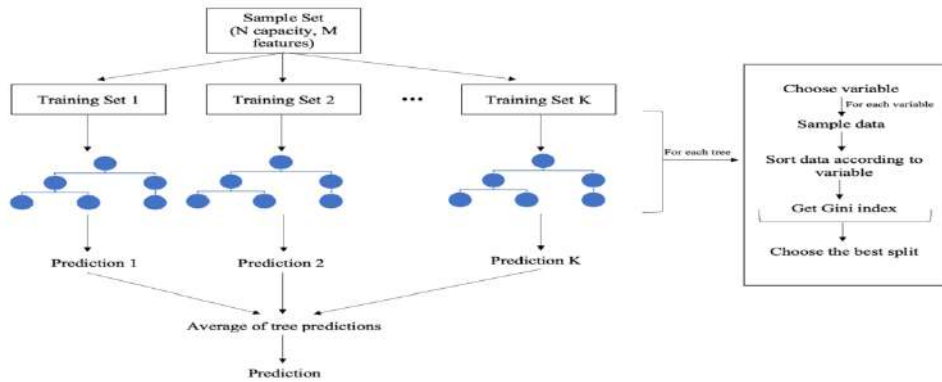 Sample Set
(N capacity, M
features)
Training Set 1
Training Set 2
...
Training Set K
Prediction 1
Prediction 2
Prediction K
Average of tree predictions
Prediction
For each tree
Choose variable
For each variable
Sample data
Sort data according to
variable
Get Gini index
Choose the best split